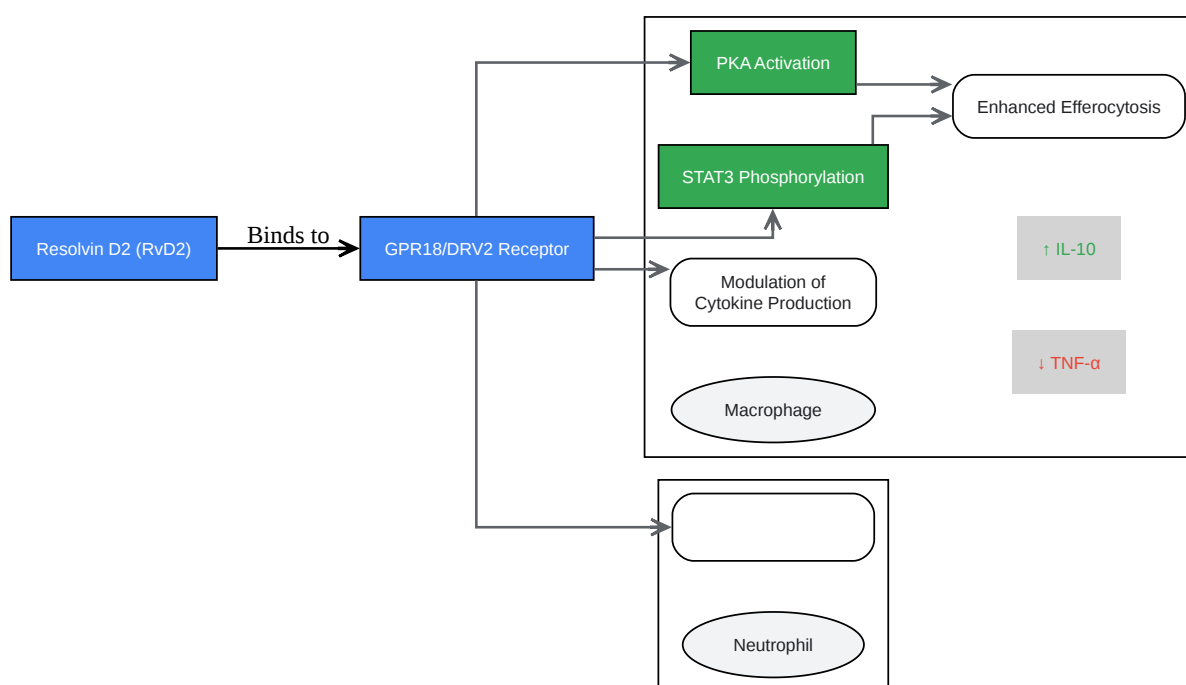 PKA Activation
Enhanced Efferocytosis
STAT3 Phosphorylation
Resolvin D2 (RvD2)
Binds to
GPR18/DRV2 Receptor
↑ IL-10
Modulation of
Cytokine Production
↓ TNF-α
Macrophage
Neutrophil